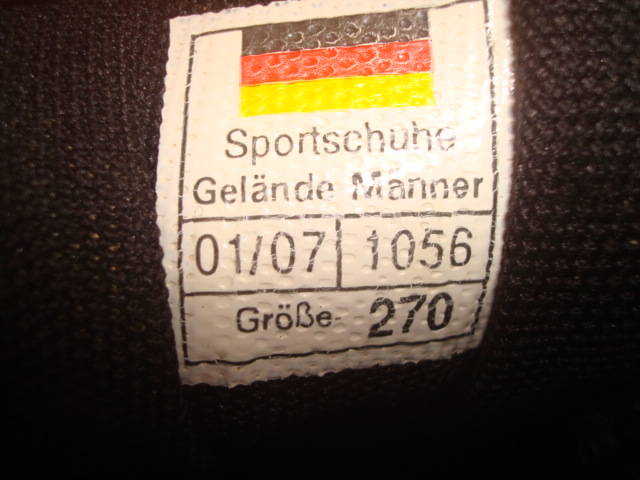 Sportschuhe
Gelände Männer
01/07 1056
Größe 270